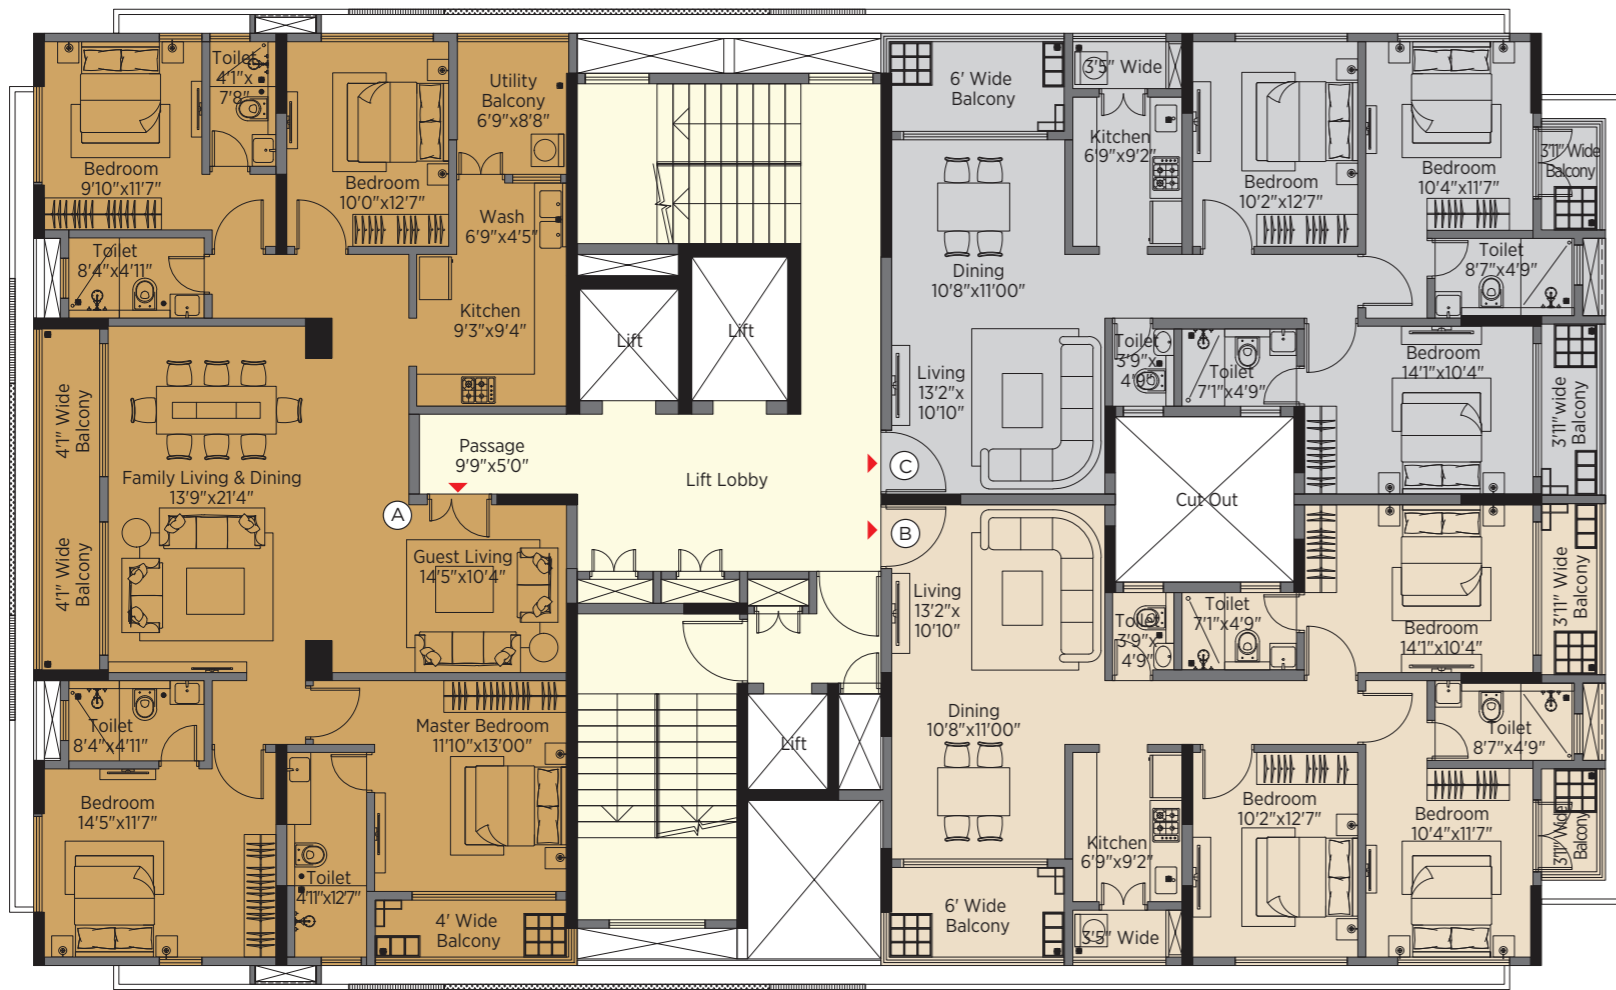 Toilet
4'1"x
7'8"
Bedroom
9'10"x11'7"
Bedroom
10'0"x12'7"
Utility
Balcony
6'9"x8'8"
Wash
6'9"x4'5"
Kitchen
9'3"x9'4"
Toilet
8'4"x4'11"
4'1" Wide
Balcony
4'1" Wide
Balcony
Family Living & Dining
13'9"x21'4"
Passage
9'9"x5'0"
A
Guest Living
14'5"x10'4"
Toilet
8'4"x4'11"
Master Bedroom
11'10"x13'00"
Bedroom
14'5"x11'7"
Toilet
4'11"x12'7"
4' Wide
Balcony
Lift
Lift
Lift Lobby
Lift
6' Wide
Balcony
3'5" Wide
Kitchen
6'9"x9'2"
Bedroom
10'2"x12'7"
Bedroom
10'4"x11'7"
3'11" Wide
Balcony
Dining
10'8"x11'00"
Toilet
8'7"x4'9"
Living
13'2"x
10'10"
Toilet
3'9"x
4'9"
Toilet
7'1"x4'9"
Bedroom
14'1"x10'4"
3'11"wide
Balcony
C
Cut Out
B
Living
13'2"x
10'10"
Toilet
3'9"x
4'9"
Toilet
7'1"x4'9"
Bedroom
14'1"x10'4"
3'11" Wide
Balcony
Dining
10'8"x11'00"
Toilet
8'7"x4'9"
Kitchen
6'9"x9'2"
Bedroom
10'2"x12'7"
Bedroom
10'4"x11'7"
3'11" Wide
Balcony
6' Wide
Balcony
3'5" Wide